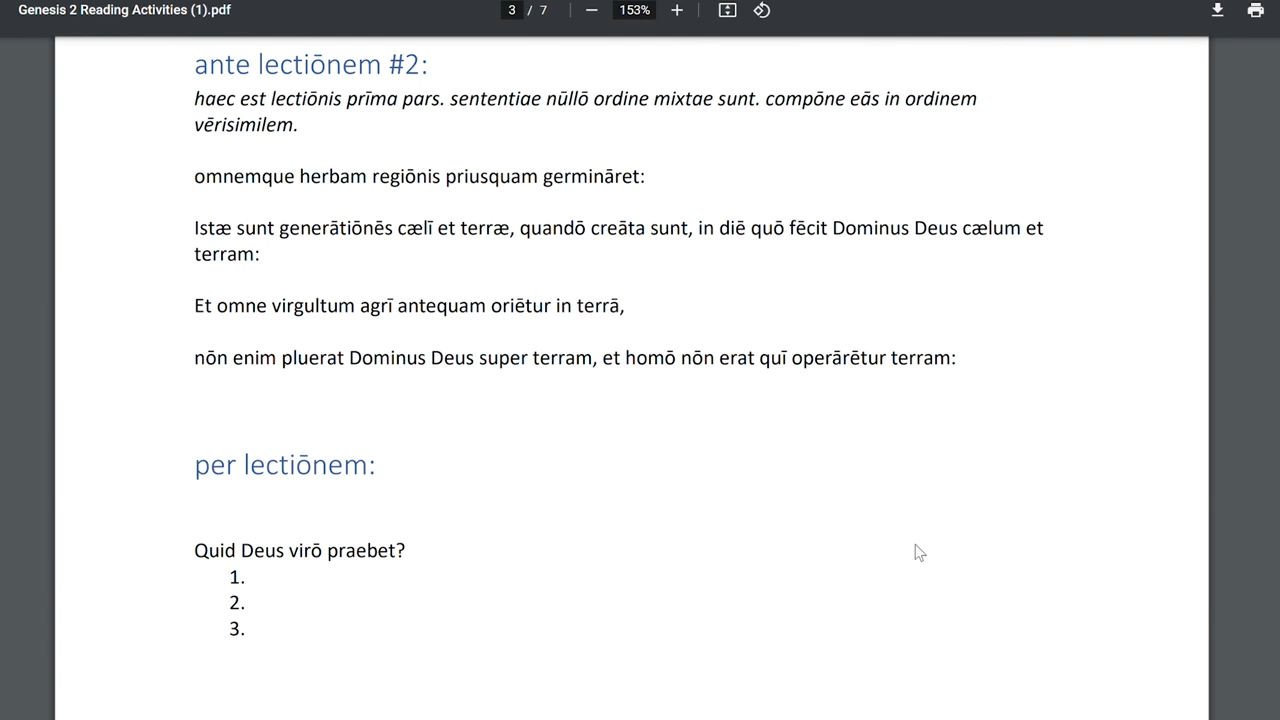 Genesis 2 Reading Activities (1).pdf
3 / 7
153%
ante lectiōnem #2:
haec est lectiōnis prīma pars. sententiae nūllō ordine mixtae sunt. compōne eās in ordinem
vērisimilem.
omnemque herbam regiōnis priusquam germināret:
Istæ sunt generātiōnēs cælī et terræ, quandō creāta sunt, in diē quō fēcit Dominus Deus cælum et
terram:
Et omne virgultum agrī antequam oriētur in terrā,
nōn enim pluerat Dominus Deus super terram, et homō nōn erat quī operārētur terram:
per lectiōnem:
Quid Deus virō praebet?
1.
2.
3.